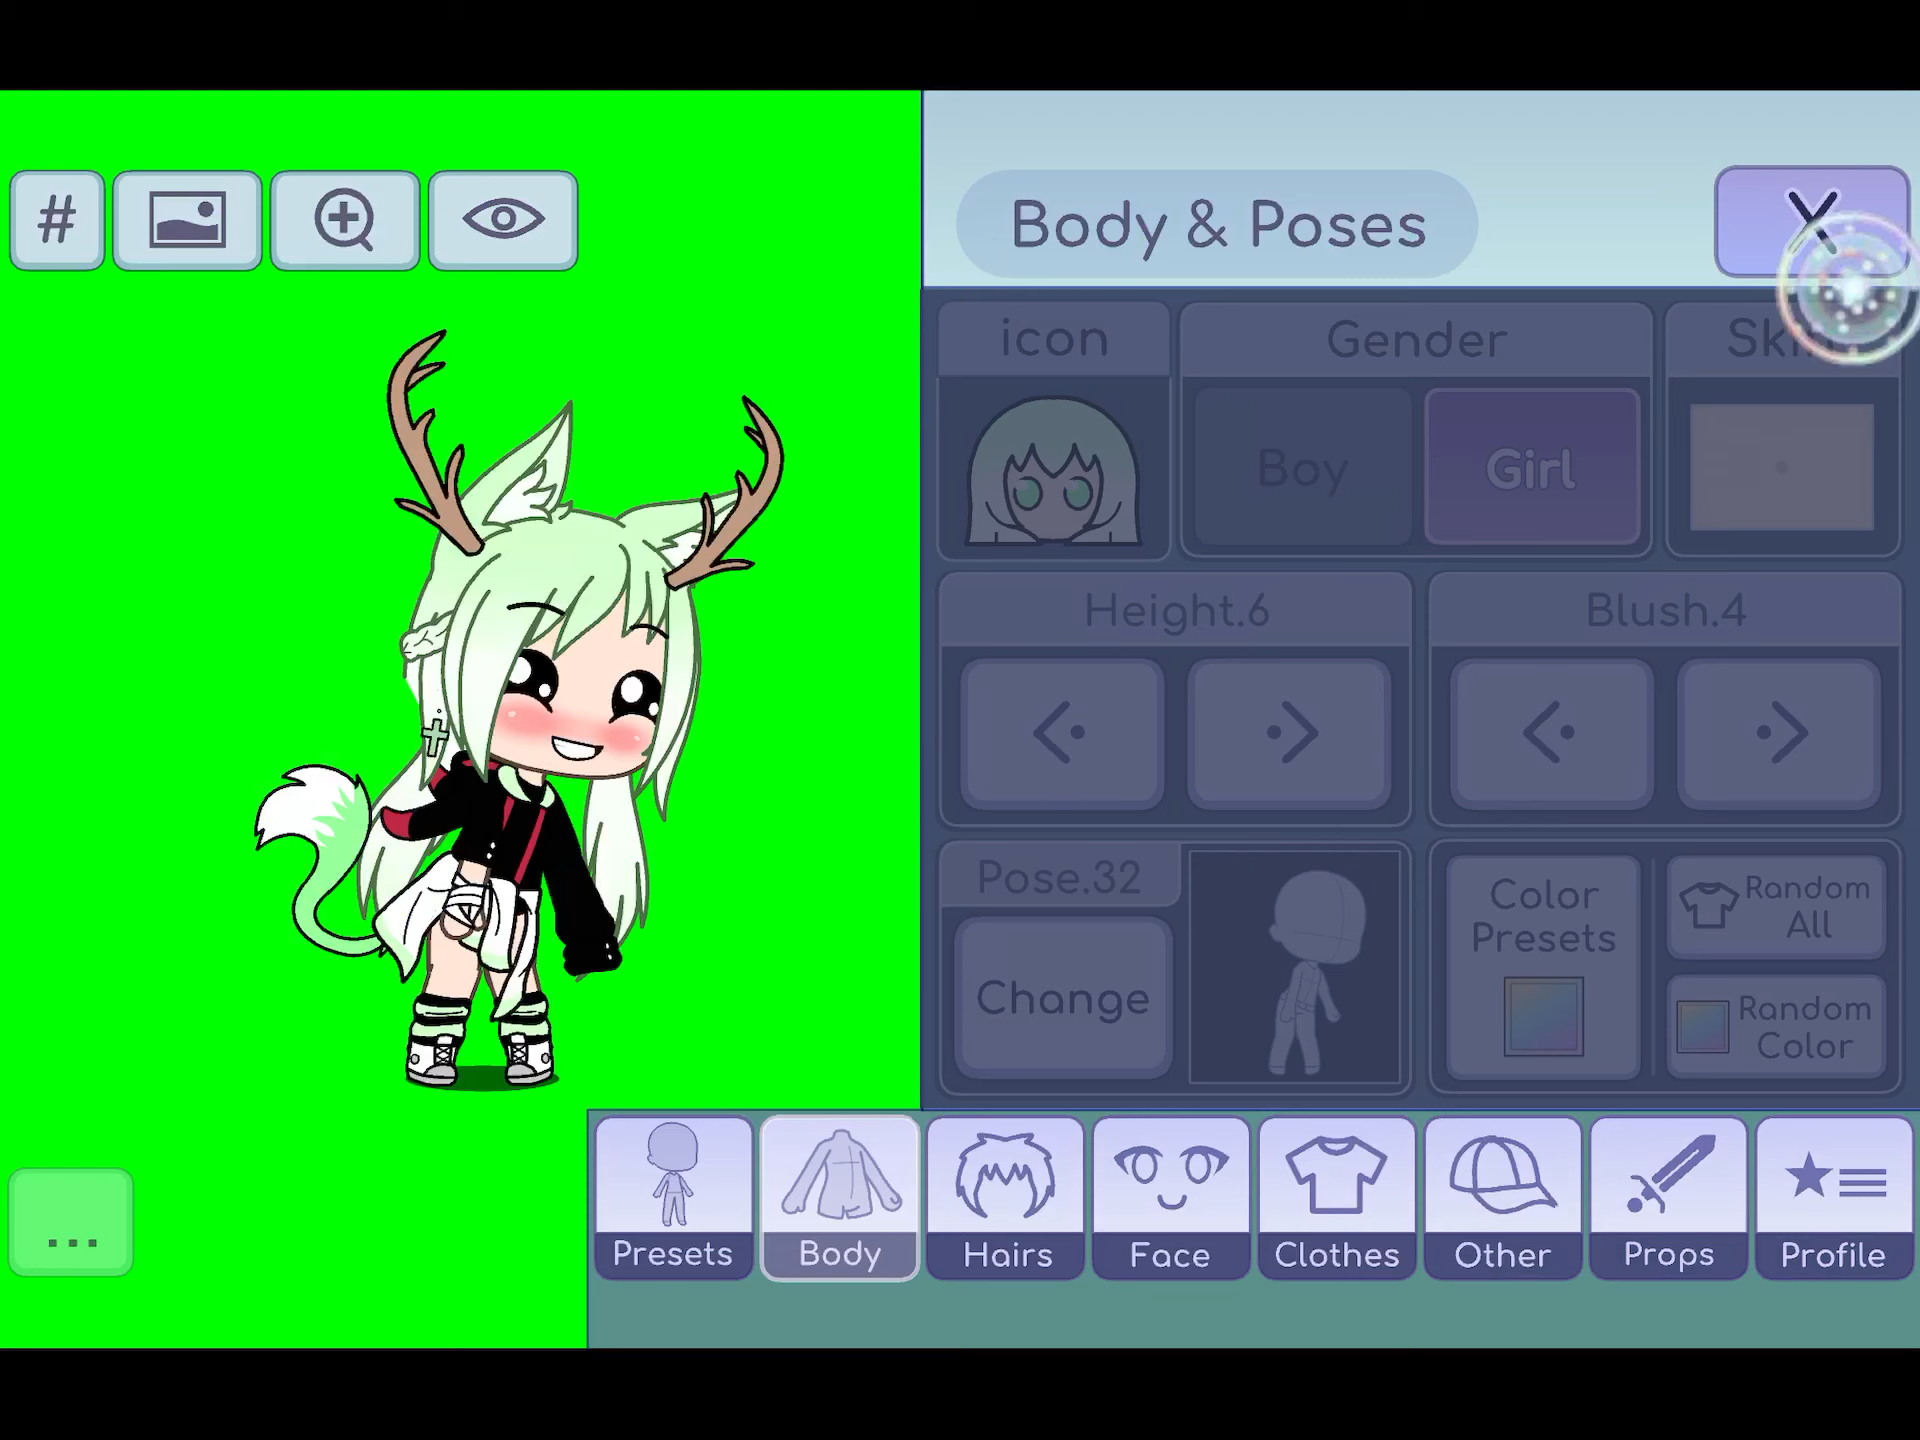 #
Body & Poses
X
icon
Gender
Boy
Girl
Height.6
Blush.4
Pose.32
Change
Color
Presets
Random
All
Random
Color
...
Presets
Body
Hairs
Face
Clothes
Other
Props
Profile